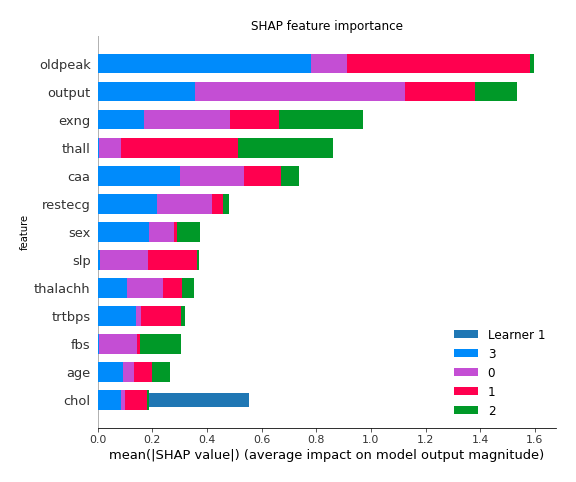 SHAP feature importance
oldpeak
output
exng
thall
caa
restecg
sex
slp
thalachh
trtbps
fbs
age
chol
feature
Learner 1
3
0
1
2
0.0 0.2 0.4 0.6 0.8 1.0 1.2 1.4 1.6
mean(|SHAP value|) (average impact on model output magnitude)